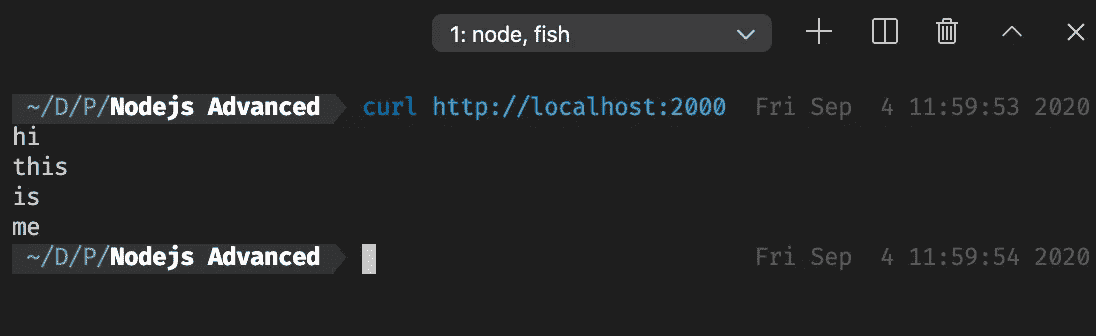 1: node, fish
~/D/P/Nodejs Advanced curl http://localhost:2000 Fri Sep 4 11:59:53 2020
hi
this
is
me
~/D/P/Nodejs Advanced Fri Sep 4 11:59:54 2020